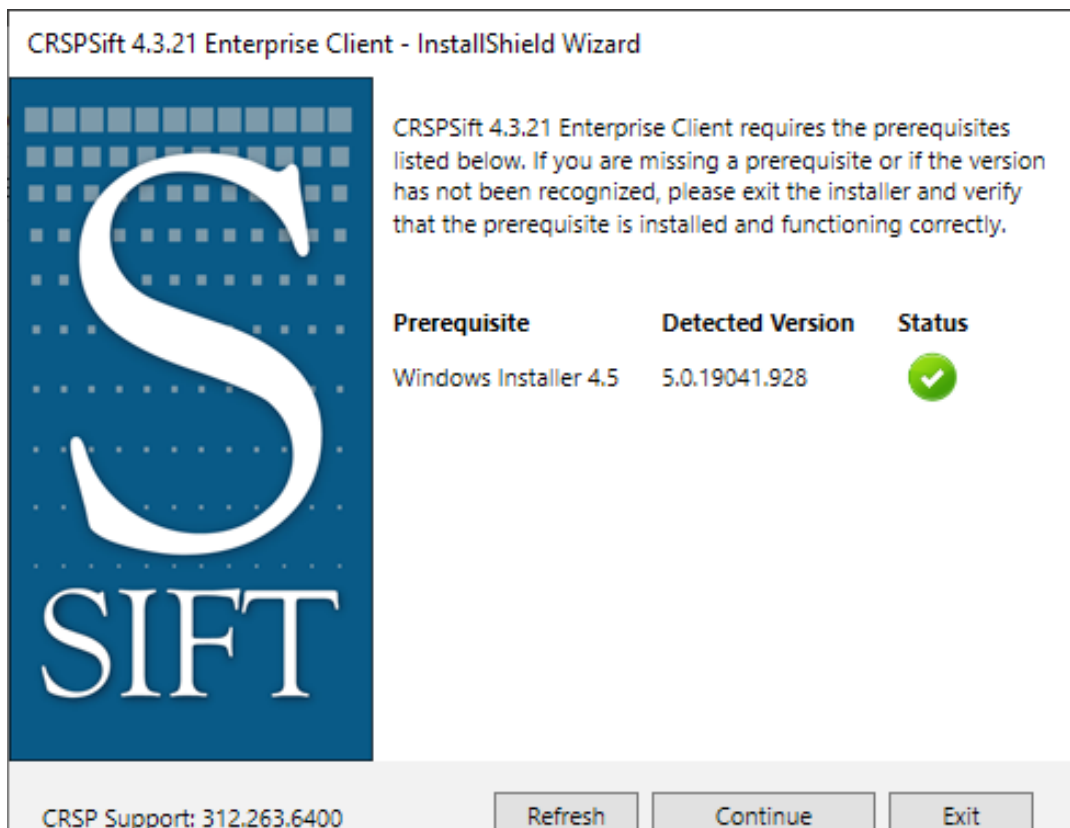 CRSPSift 4.3.21 Enterprise Client - InstallShield Wizard
S
SIFT
CRSPSift 4.3.21 Enterprise Client requires the prerequisites
listed below. If you are missing a prerequisite or if the version
has not been recognized, please exit the installer and verify
that the prerequisite is installed and functioning correctly.
Prerequisite Detected Version Status
Windows Installer 4.5 5.0.19041.928
CRSP Support: 312.263.6400 Refresh Continue Exit